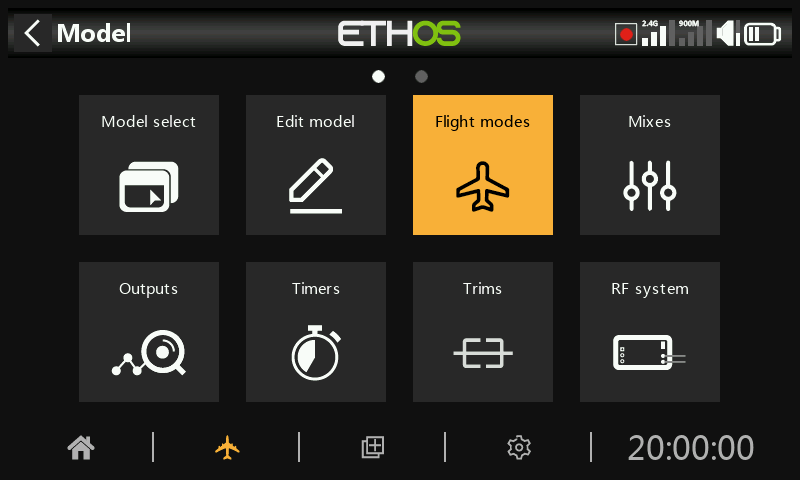 Model
ETHOS
2.4G
900M
Model select
Edit model
Flight modes
Mixes
Outputs
Timers
Trims
RF system
20:00:00